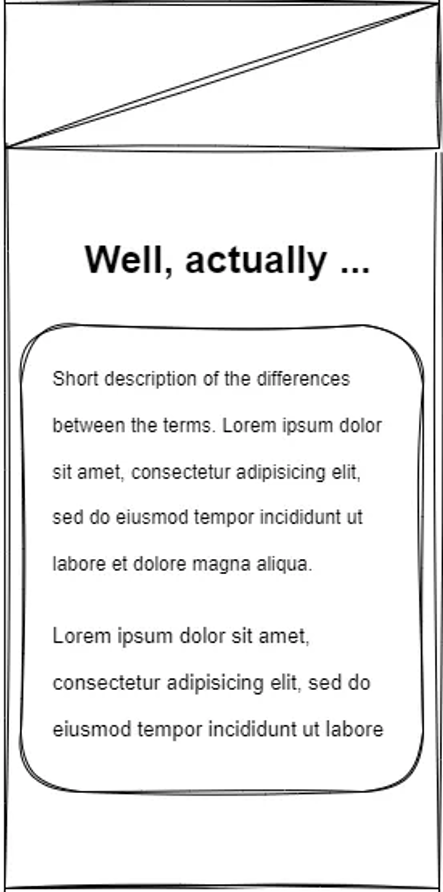 Well, actually ...
Short description of the differences
between the terms. Lorem ipsum dolor
sit amet, consectetur adipisicing elit,
sed do eiusmod tempor incididunt ut
labore et dolore magna aliqua.
Lorem ipsum dolor sit amet,
consectetur adipisicing elit, sed do
eiusmod tempor incididunt ut labore